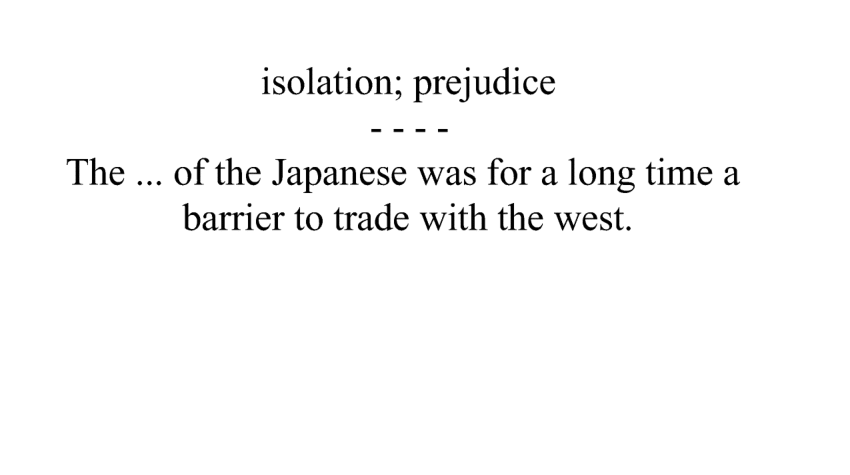 isolation; prejudice
- - - -
The ... of the Japanese was for a long time a
barrier to trade with the west.